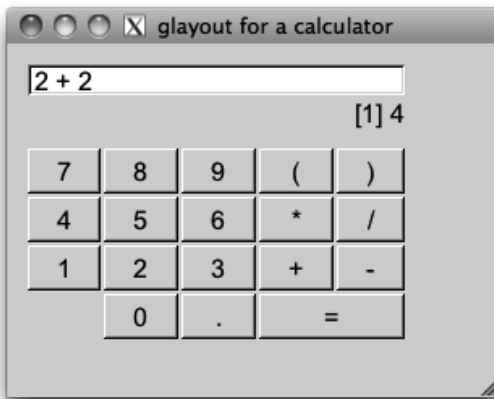 X glayout for a calculator
2 + 2
[1] 4
7 8 9 ( )
4 5 6 * /
1 2 3 + -
0 . =